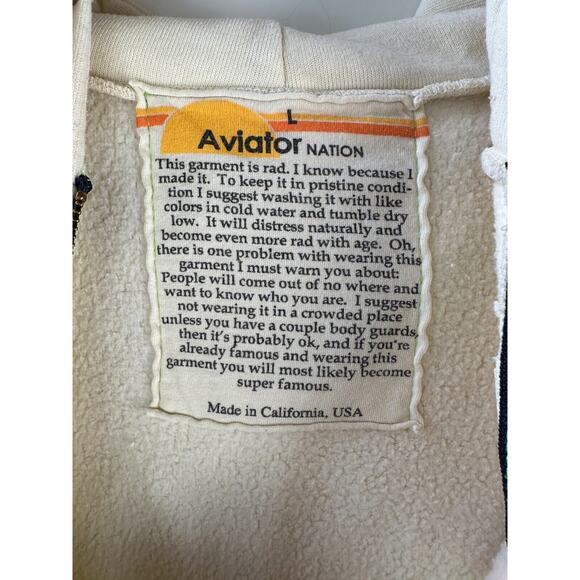 L
Aviator NATION
This garment is rad. I know because I
made it. To keep it in pristine condi-
tion I suggest washing it with like
colors in cold water and tumble dry
low. It will distress naturally and
become even more rad with age. Oh,
there is one problem with wearing this
garment I must warn you about:
People will come out of no where and
want to know who you are. I suggest
not wearing it in a crowded place
unless you have a couple body guards,
then it's probably ok, and if you're
already famous and wearing this
garment you will most likely become
super famous.
Made in California, USA